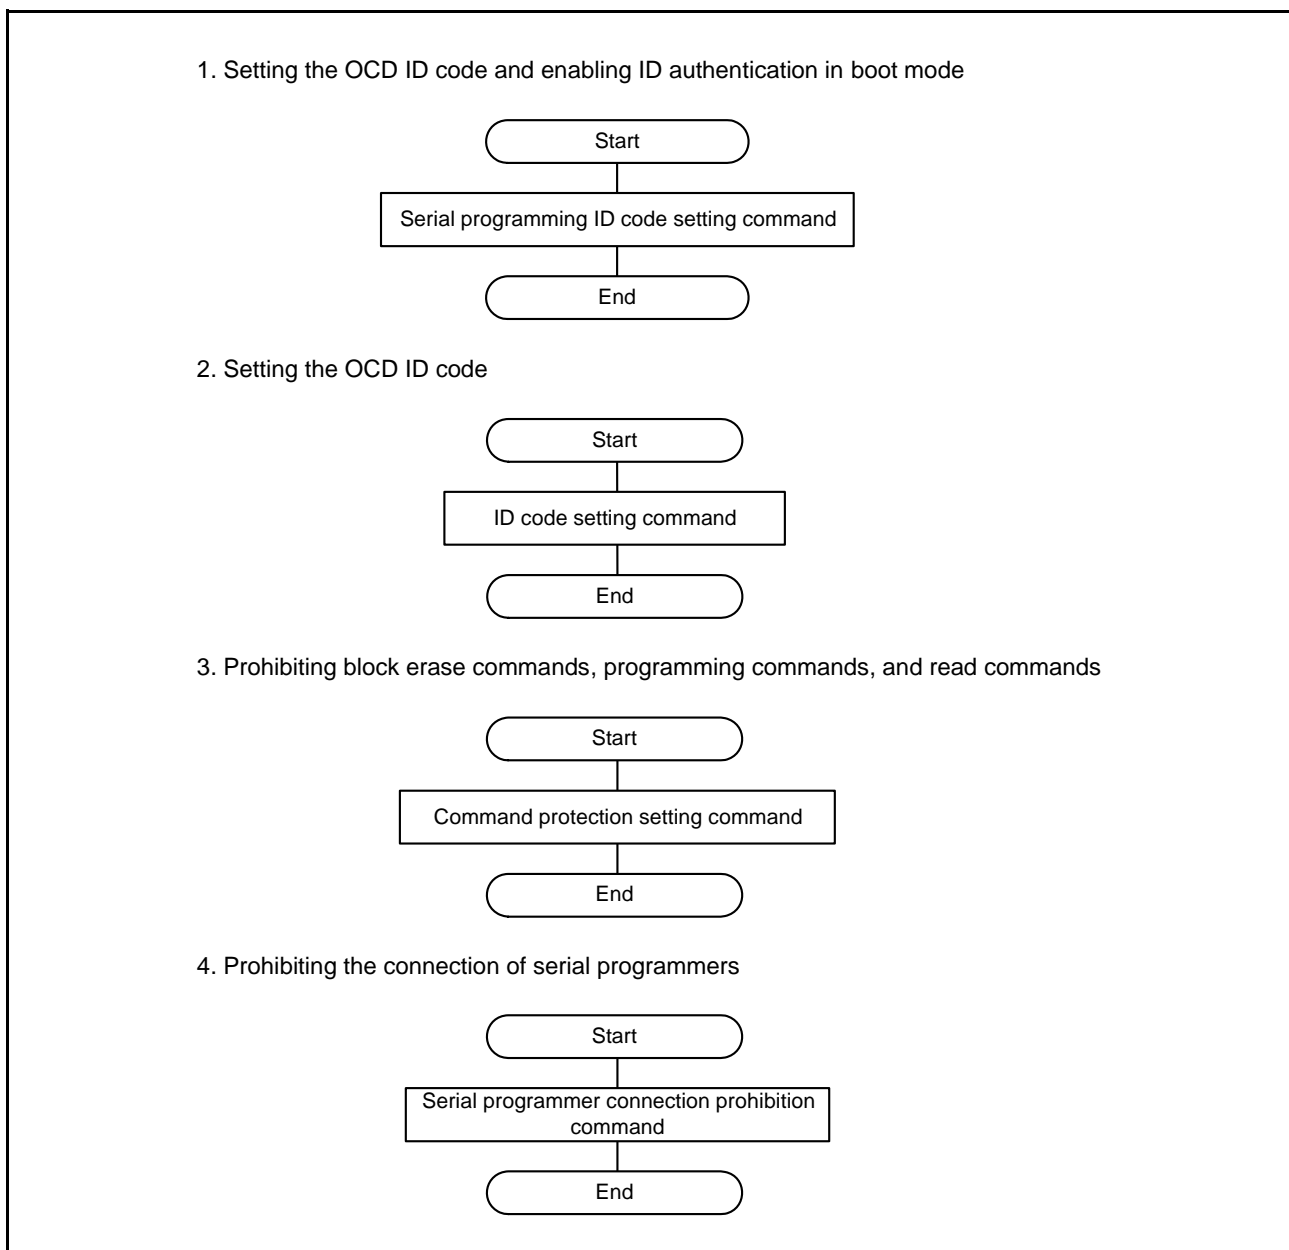 1. Setting the OCD ID code and enabling ID authentication in boot mode
Start
Serial programming ID code setting command
End
2. Setting the OCD ID code
Start
ID code setting command
End
3. Prohibiting block erase commands, programming commands, and read commands
Start
Command protection setting command
End
4. Prohibiting the connection of serial programmers
Start
Serial programmer connection prohibition
command
End